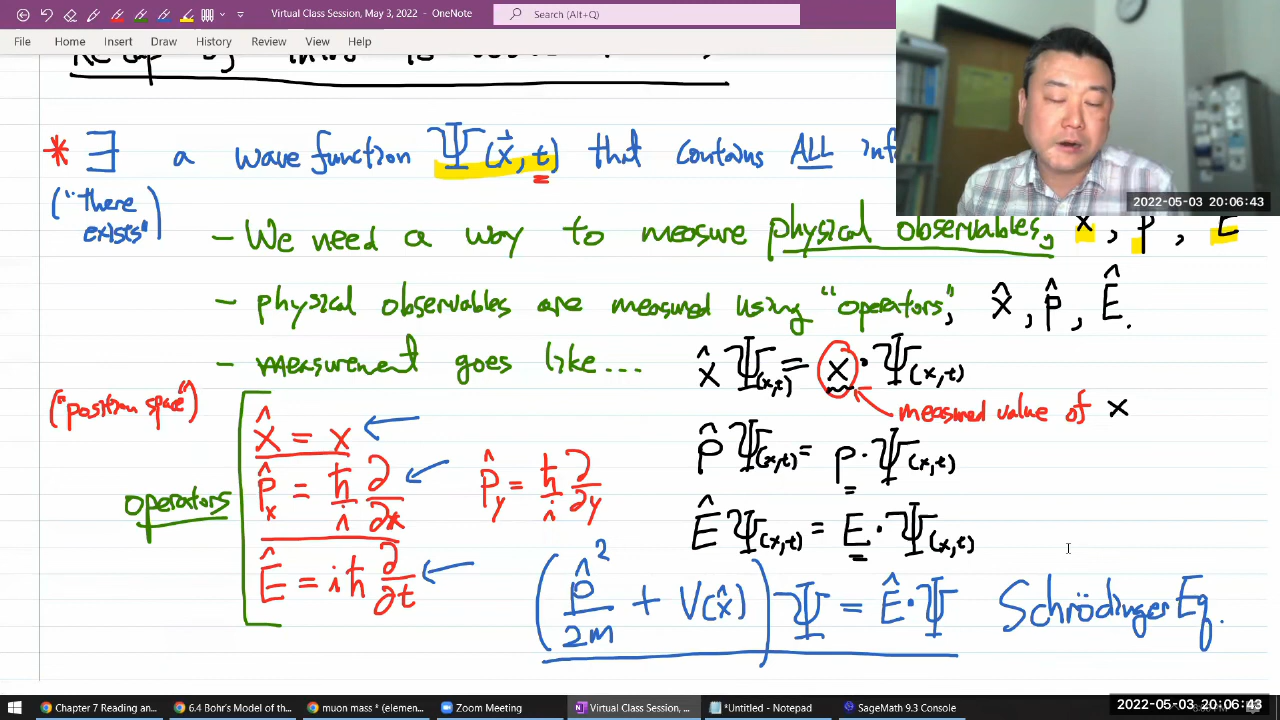 Virtual Class Session, May 3, 2022 - OneNote
Search (Alt+Q)
File Home Insert Draw History Review View Help
* ∃ a wave function Ψ(x⃗, t) that contains ALL inf
("there exists")
- We need a way to measure physical observables, x, p, E
- physical observables are measured using "operators," x̂, p̂, Ê.
- measurement goes like... x̂ Ψ(x,t) = x · Ψ(x,t)
measured value of x
("position space")
operators
x̂ = x
p̂ₓ = ħ/i ∂/∂x
p̂_y = ħ/i ∂/∂y
Ê = iħ ∂/∂t
p̂ Ψ(x,t) = p · Ψ(x,t)
Ê Ψ(x,t) = E · Ψ(x,t)
(p̂²/2m + V(x̂)) Ψ = Ê·Ψ Schrödinger Eq.
2022-05-03 20:06:43
Chapter 7 Reading an... 6.4 Bohr's Model of th... muon mass * (elemen... Zoom Meeting Virtual Class Session, ... *Untitled - Notepad SageMath 9.3 Console
2022-05-03 20:06:43